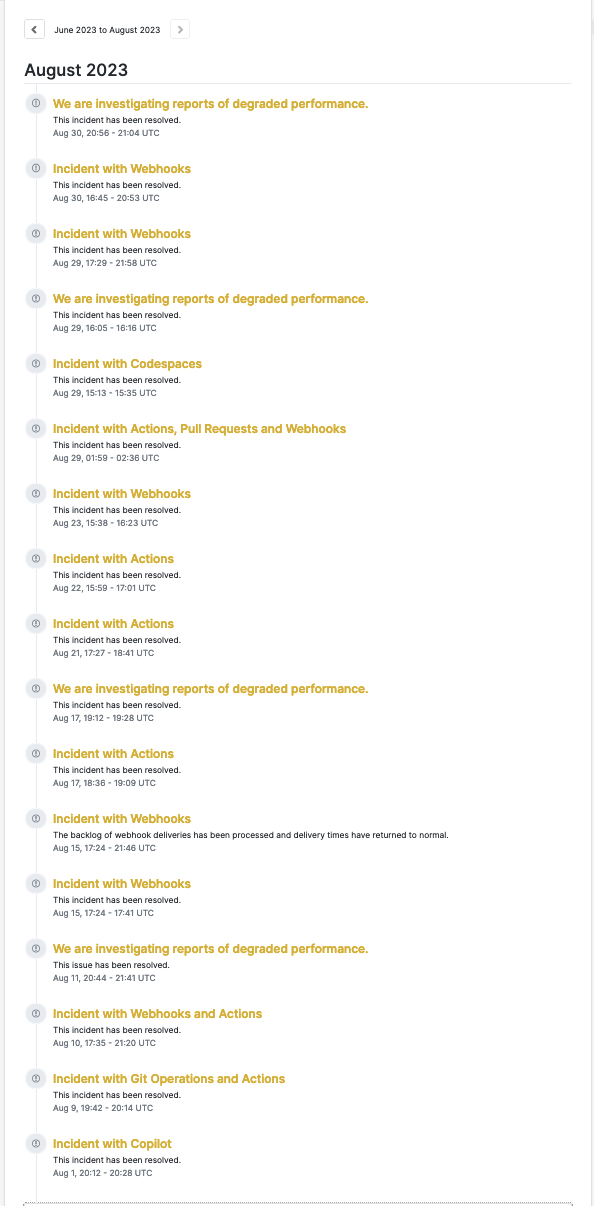 June 2023 to August 2023
August 2023
We are investigating reports of degraded performance.
This incident has been resolved.
Aug 30, 20:56 - 21:04 UTC
Incident with Webhooks
This incident has been resolved.
Aug 30, 16:45 - 20:53 UTC
Incident with Webhooks
This incident has been resolved.
Aug 29, 17:29 - 21:58 UTC
We are investigating reports of degraded performance.
This incident has been resolved.
Aug 29, 16:05 - 16:16 UTC
Incident with Codespaces
This incident has been resolved.
Aug 29, 15:13 - 15:35 UTC
Incident with Actions, Pull Requests and Webhooks
This incident has been resolved.
Aug 29, 01:59 - 02:36 UTC
Incident with Webhooks
This incident has been resolved.
Aug 23, 15:38 - 16:23 UTC
Incident with Actions
This incident has been resolved.
Aug 22, 15:59 - 17:01 UTC
Incident with Actions
This incident has been resolved.
Aug 21, 17:27 - 18:41 UTC
We are investigating reports of degraded performance.
This incident has been resolved.
Aug 17, 19:12 - 19:28 UTC
Incident with Actions
This incident has been resolved.
Aug 17, 18:36 - 19:09 UTC
Incident with Webhooks
The backlog of webhook deliveries has been processed and delivery times have returned to normal.
Aug 15, 17:24 - 21:46 UTC
Incident with Webhooks
This incident has been resolved.
Aug 15, 17:24 - 17:41 UTC
We are investigating reports of degraded performance.
This issue has been resolved.
Aug 11, 20:44 - 21:41 UTC
Incident with Webhooks and Actions
This incident has been resolved.
Aug 10, 17:35 - 21:20 UTC
Incident with Git Operations and Actions
This incident has been resolved.
Aug 9, 19:42 - 20:14 UTC
Incident with Copilot
This incident has been resolved.
Aug 1, 20:12 - 20:28 UTC